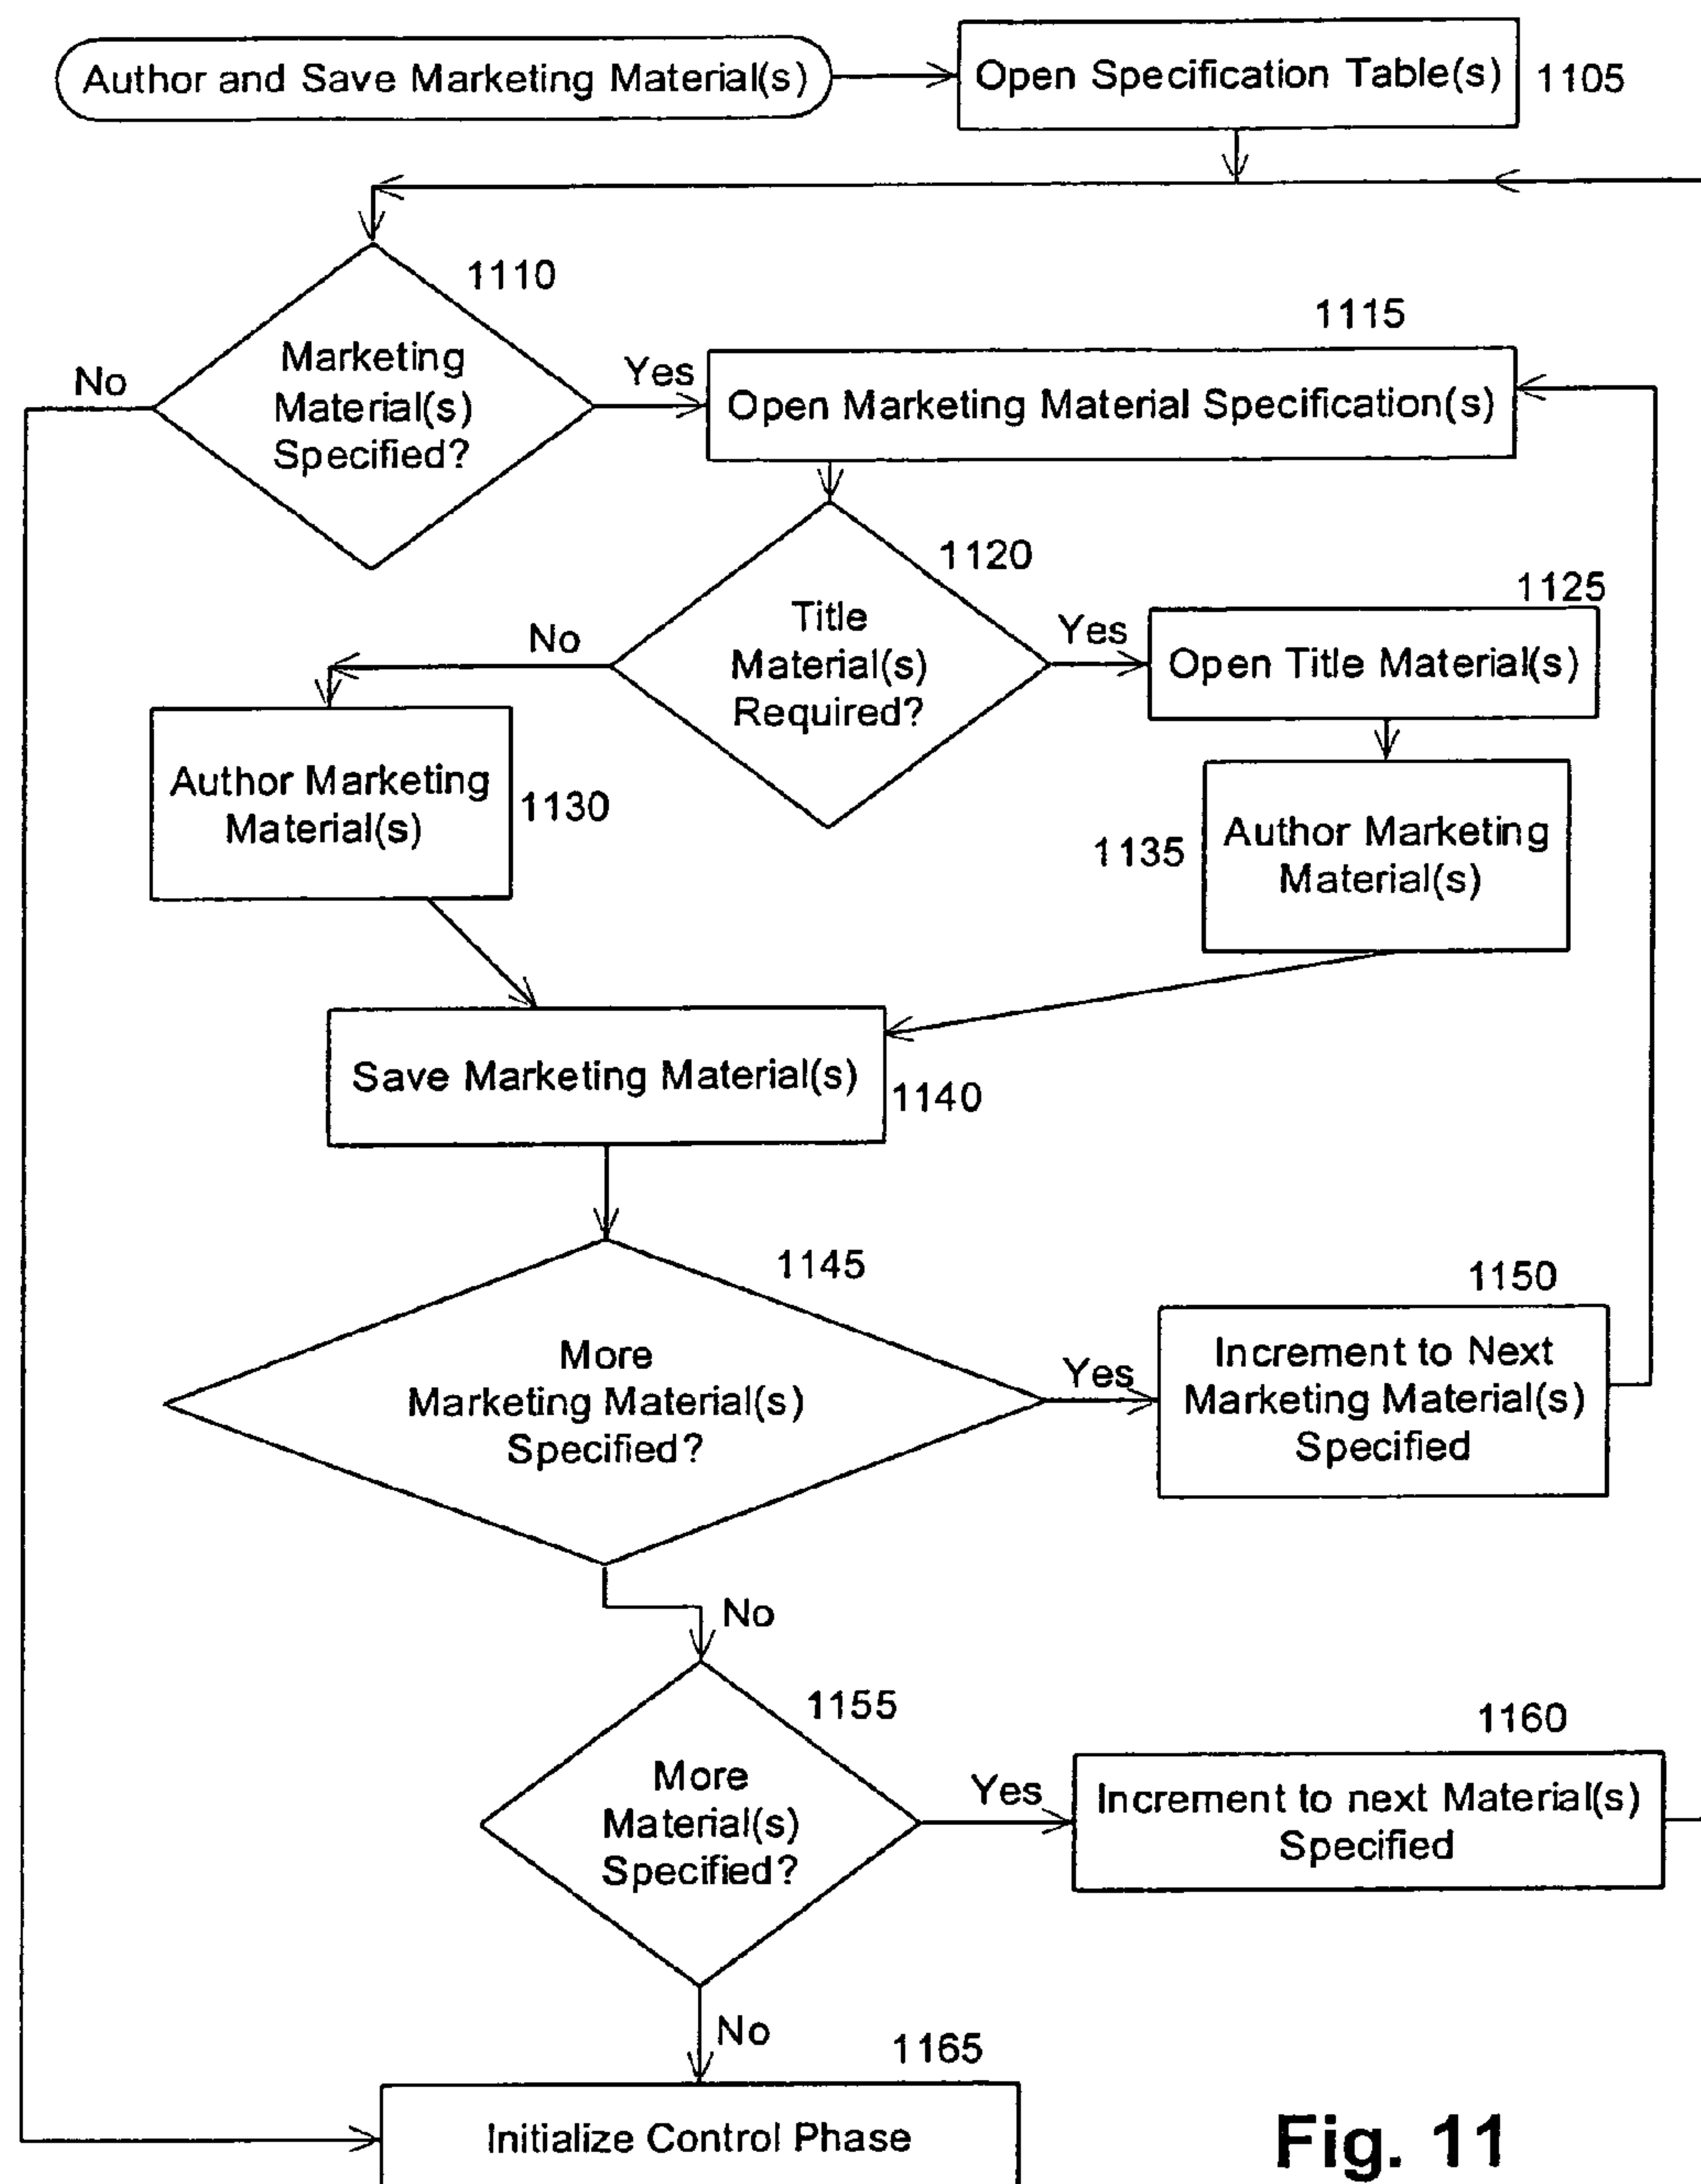 Author and Save Marketing Material(s)
Open Specification Table(s)
1105
1110
Marketing
Material(s)
Specified?
No
Yes
1115
Open Marketing Material Specification(s)
1120
Title
Material(s)
Required?
No
Yes
1125
Open Title Material(s)
Author Marketing
Material(s)
1130
1135
Author Marketing
Material(s)
Save Marketing Material(s)
1140
1145
More
Marketing Material(s)
Specified?
Yes
1150
Increment to Next
Marketing Material(s)
Specified
No
1155
More
Material(s)
Specified?
Yes
1160
Increment to next Material(s)
Specified
No
1165
Initialize Control Phase
Fig. 11